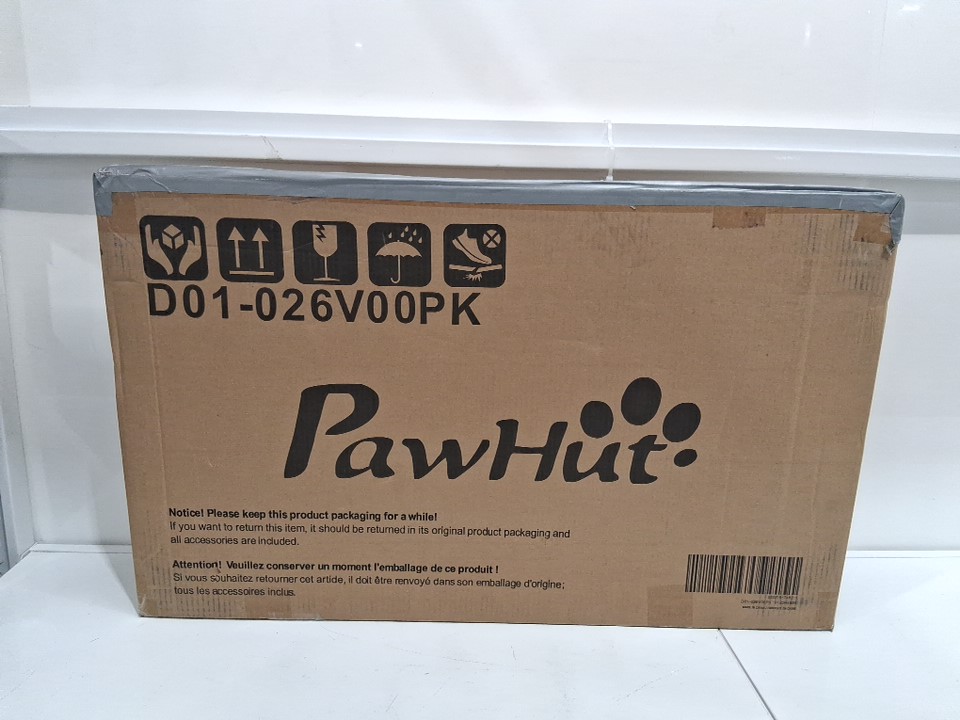 D01-026V00PK
PawHut
Notice! Please keep this product packaging for a while!
If you want to return this item, it should be returned in its original product packaging and
all accessories are included.
Attention! Veuillez conserver un moment l'emballage de ce produit !
Si vous souhaitez retourner cet article, il doit être renvoyé dans son emballage d'origine;
tous les accessoires inclus.